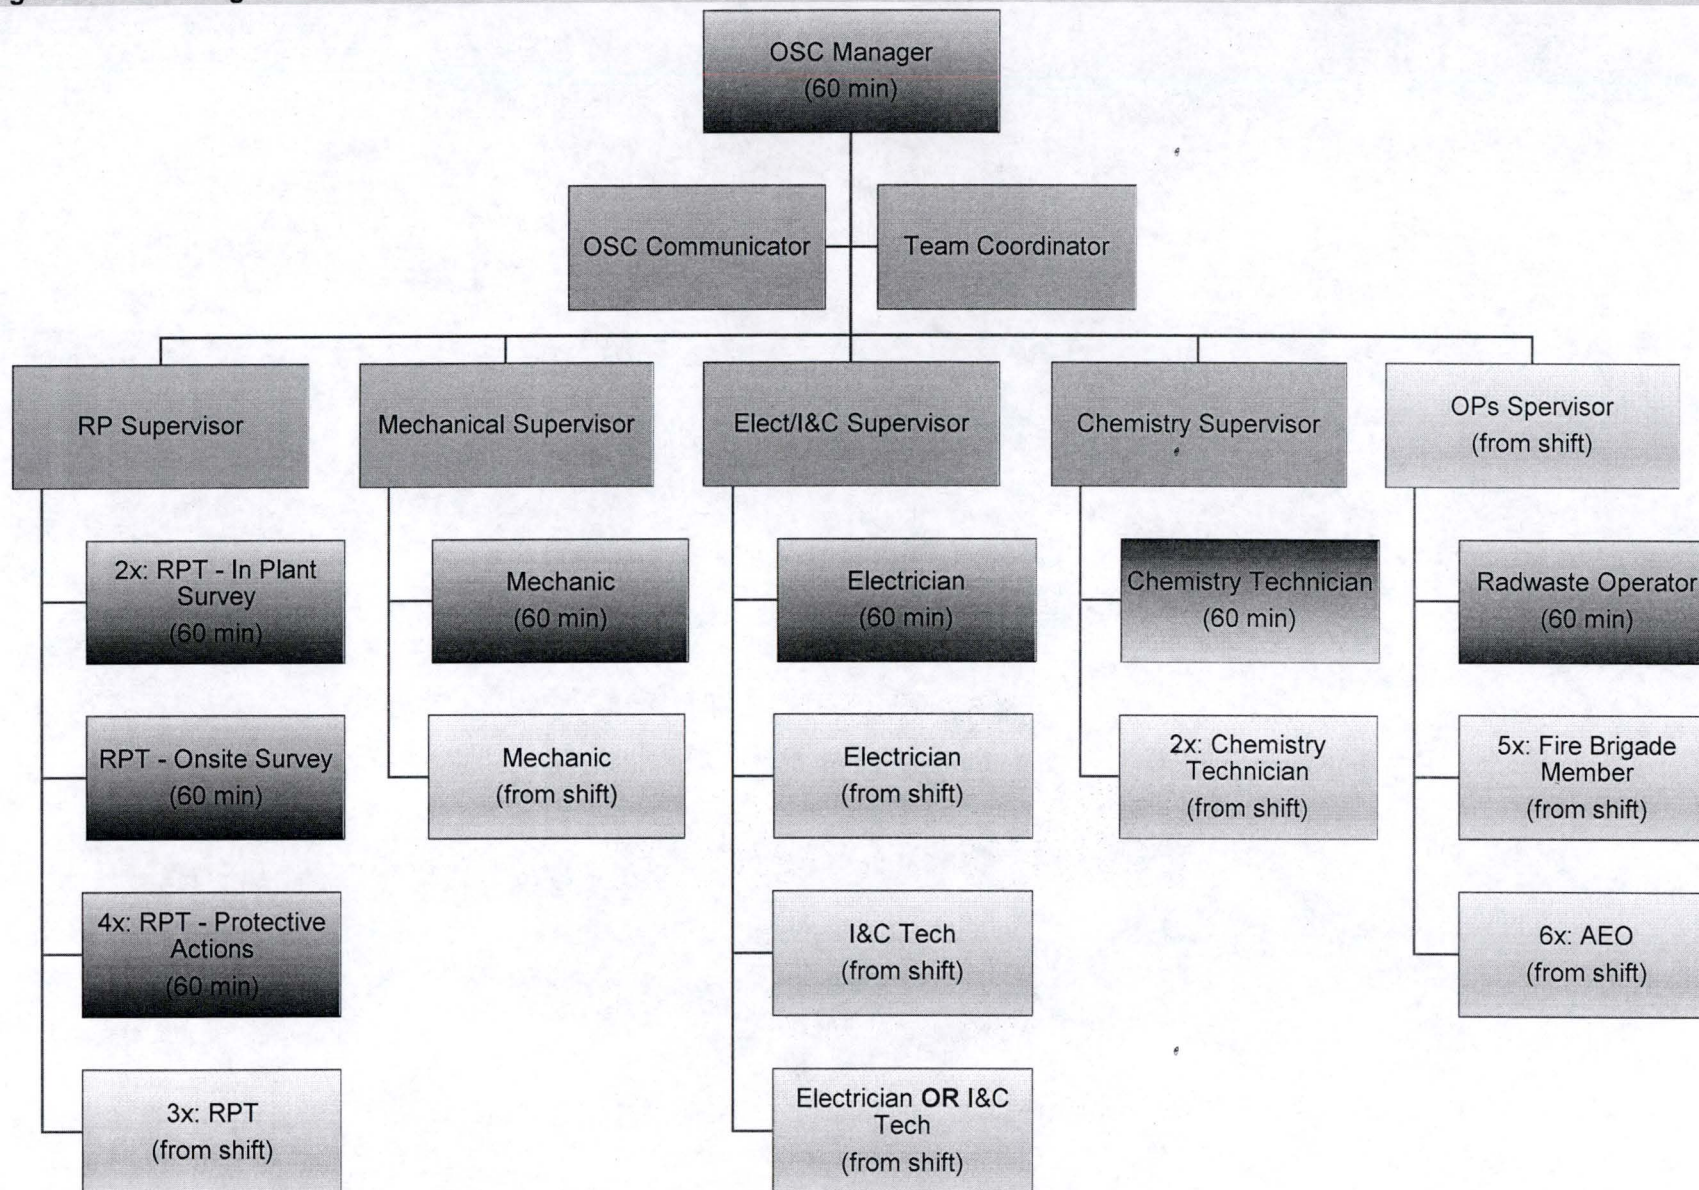 OSC Manager
(60 min)
OSC Communicator
Team Coordinator
RP Supervisor
Mechanical Supervisor
Elect/I&C Supervisor
Chemistry Supervisor
OPs Spervisor
(from shift)
2x: RPT - In Plant
Survey
(60 min)
Mechanic
(60 min)
Electrician
(60 min)
Chemistry Technician
(60 min)
Radwaste Operator
(60 min)
RPT - Onsite Survey
(60 min)
Mechanic
(from shift)
Electrician
(from shift)
2x: Chemistry
Technician
(from shift)
5x: Fire Brigade
Member
(from shift)
4x: RPT - Protective
Actions
(60 min)
I&C Tech
(from shift)
6x: AEO
(from shift)
3x: RPT
(from shift)
Electrician OR I&C
Tech
(from shift)